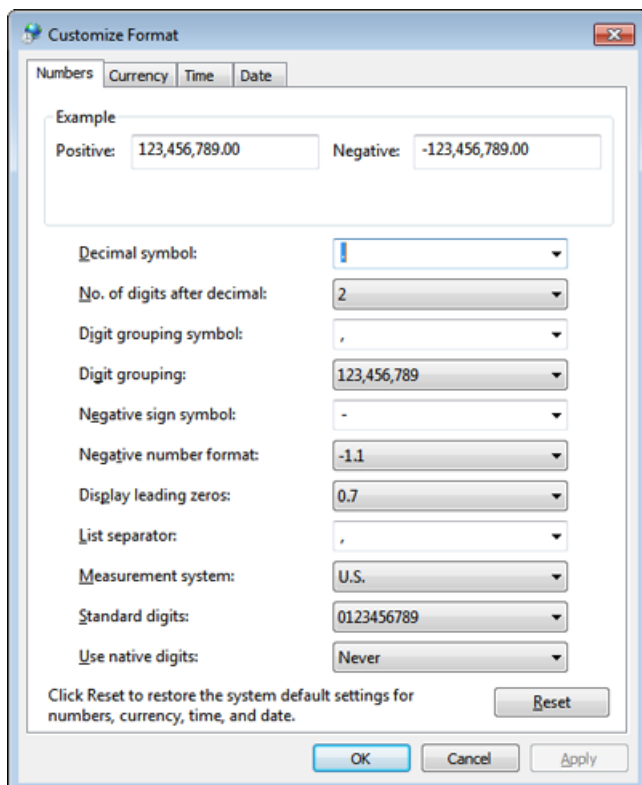 Customize Format
Numbers Currency Time Date
Example
Positive: 123,456,789.00 Negative: -123,456,789.00
Decimal symbol: .
No. of digits after decimal: 2
Digit grouping symbol: ,
Digit grouping: 123,456,789
Negative sign symbol: -
Negative number format: -1.1
Display leading zeros: 0.7
List separator: ,
Measurement system: U.S.
Standard digits: 0123456789
Use native digits: Never
Click Reset to restore the system default settings for
numbers, currency, time, and date.
Reset
OK Cancel Apply